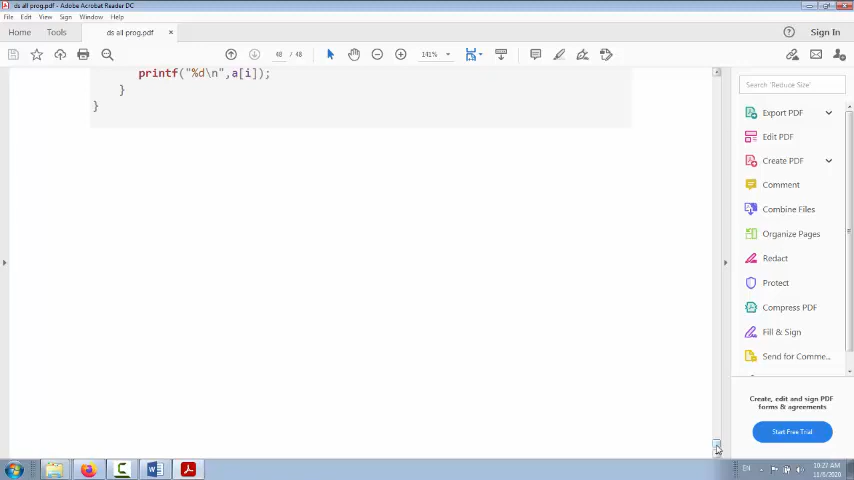 ds all prog.pdf - Adobe Acrobat Reader DC
File Edit View Sign Window Help
Home Tools ds all prog.pdf × Sign In
48 / 48 141%
printf("%d\n",a[i]);
}
}
Search 'Reduce Size'
Export PDF
Edit PDF
Create PDF
Comment
Combine Files
Organize Pages
Redact
Protect
Compress PDF
Fill & Sign
Send for Comme...
Create, edit and sign PDF
forms & agreements
Start Free Trial
EN 10:27 AM
11/6/2020